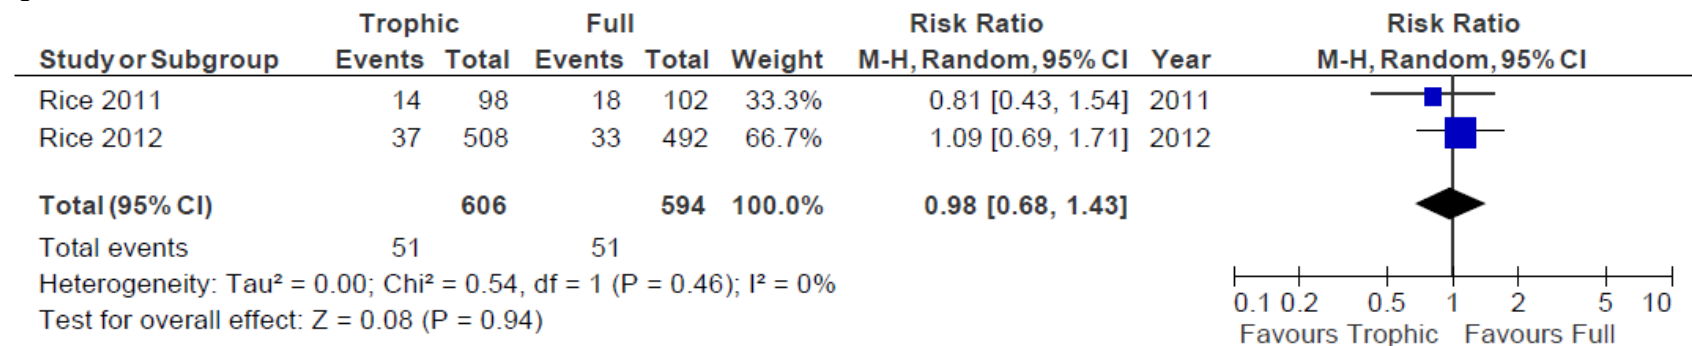 Trophic Full Risk Ratio Risk Ratio
Study or Subgroup Events Total Events Total Weight M-H, Random, 95% CI Year M-H, Random, 95% CI
Rice 2011 14 98 18 102 33.3% 0.81 [0.43, 1.54] 2011
Rice 2012 37 508 33 492 66.7% 1.09 [0.69, 1.71] 2012
Total (95% CI) 606 594 100.0% 0.98 [0.68, 1.43]
Total events 51 51
Heterogeneity: Tau² = 0.00; Chi² = 0.54, df = 1 (P = 0.46); I² = 0%
Test for overall effect: Z = 0.08 (P = 0.94)
0.1 0.2 0.5 1 2 5 10
Favours Trophic Favours Full